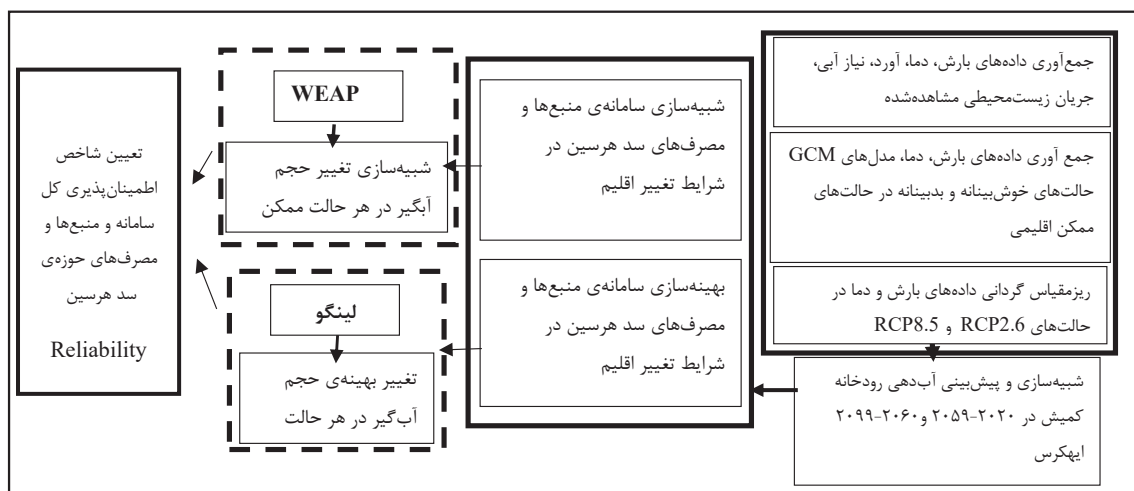 جمع‌آوری داده‌های بارش، دما، آورد، نیاز آبی،
جریان زیست‌محیطی مشاهده‌شده
جمع آوری داده‌های بارش، دما، مدل‌های GCM
حالت‌های خوش‌بینانه و بدبینانه در حالت‌های
ممکن اقلیمی
ریزمقیاس گردانی داده‌های بارش و دما در
حالت‌های RCP2.6 و RCP8.5
شبیه‌سازی و پیش‌بینی آب‌دهی رودخانه
کمیش در ۲۰۲۰-۲۰۵۹ و۲۰۶۰-۲۰۹۹
ایهکرس
شبیه‌سازی سامانه‌ی منبع‌ها و
مصرف‌های سد هرسین در
شرایط تغییر اقلیم
بهینه‌سازی سامانه‌ی منبع‌ها و
مصرف‌های سد هرسین در
شرایط تغییر اقلیم
WEAP
شبیه‌سازی تغییر حجم
آبگیر در هر حالت ممکن
لینگو
تغییر بهینه‌ی حجم
آب‌گیر در هر حالت
تعیین شاخص
اطمینان‌پذیری کل
سامانه و منبع‌ها و
مصرف‌های حوزه‌ی
سد هرسین
Reliability